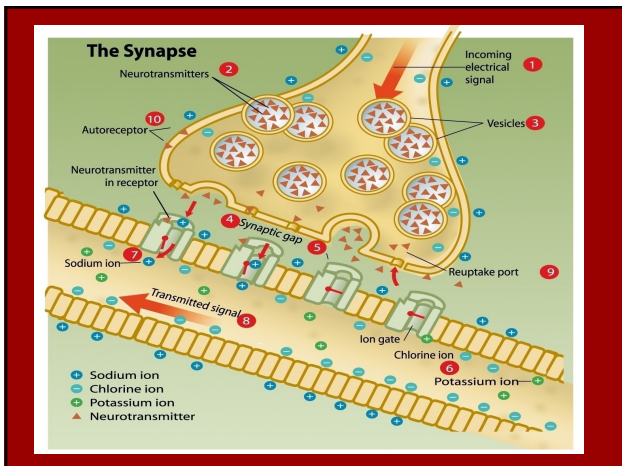 The Synapse
Neurotransmitters 2
Incoming
electrical
signal
1
Vesicles 3
10
Autoreceptor
Neurotransmitter
in receptor
4
Synaptic gap
5
7
Sodium ion
Reuptake port
9
Transmitted signal
8
Ion gate
Chlorine ion
6
Potassium ion
+ Sodium ion
− Chlorine ion
+ Potassium ion
Neurotransmitter